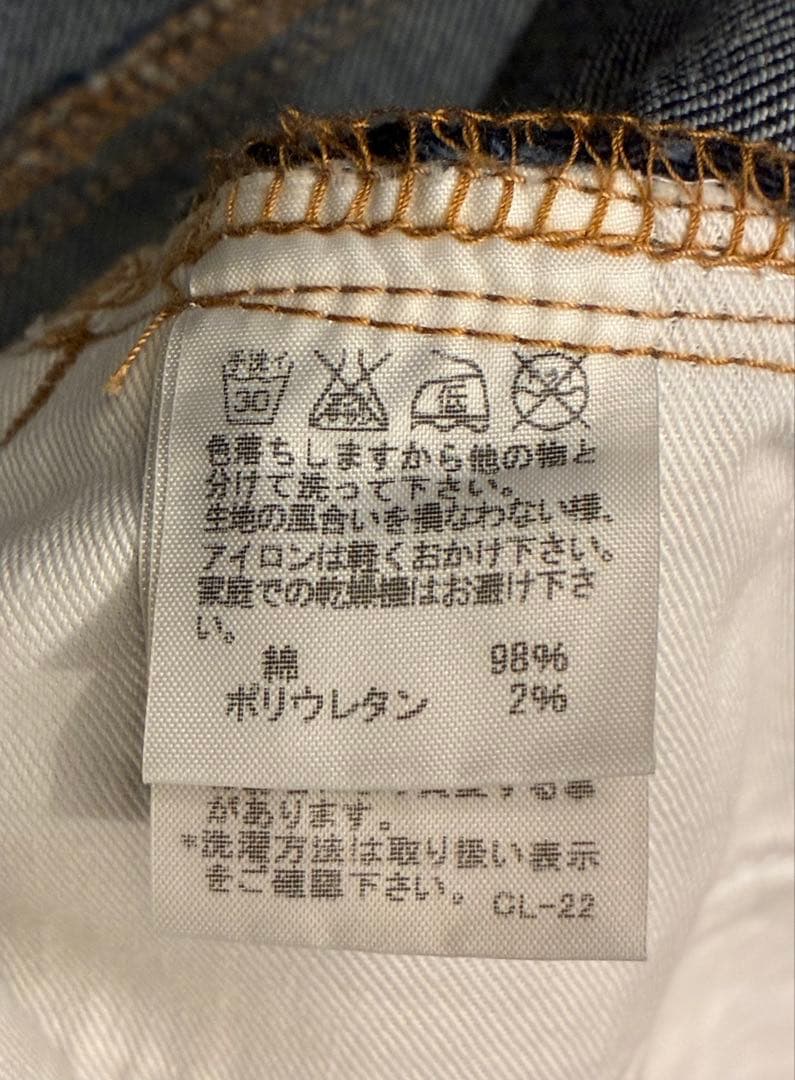 手洗イ
30
低
色落ちしますから他の物と
分けて洗って下さい。
生地の風合いを損なわない様、
アイロンは軽くおかけ下さい。
家庭での乾燥機はお避け下さ
い。
綿 98%
ポリウレタン 2%
があります。
*洗濯方法は取り扱い表示
をご確認下さい。 CL-22